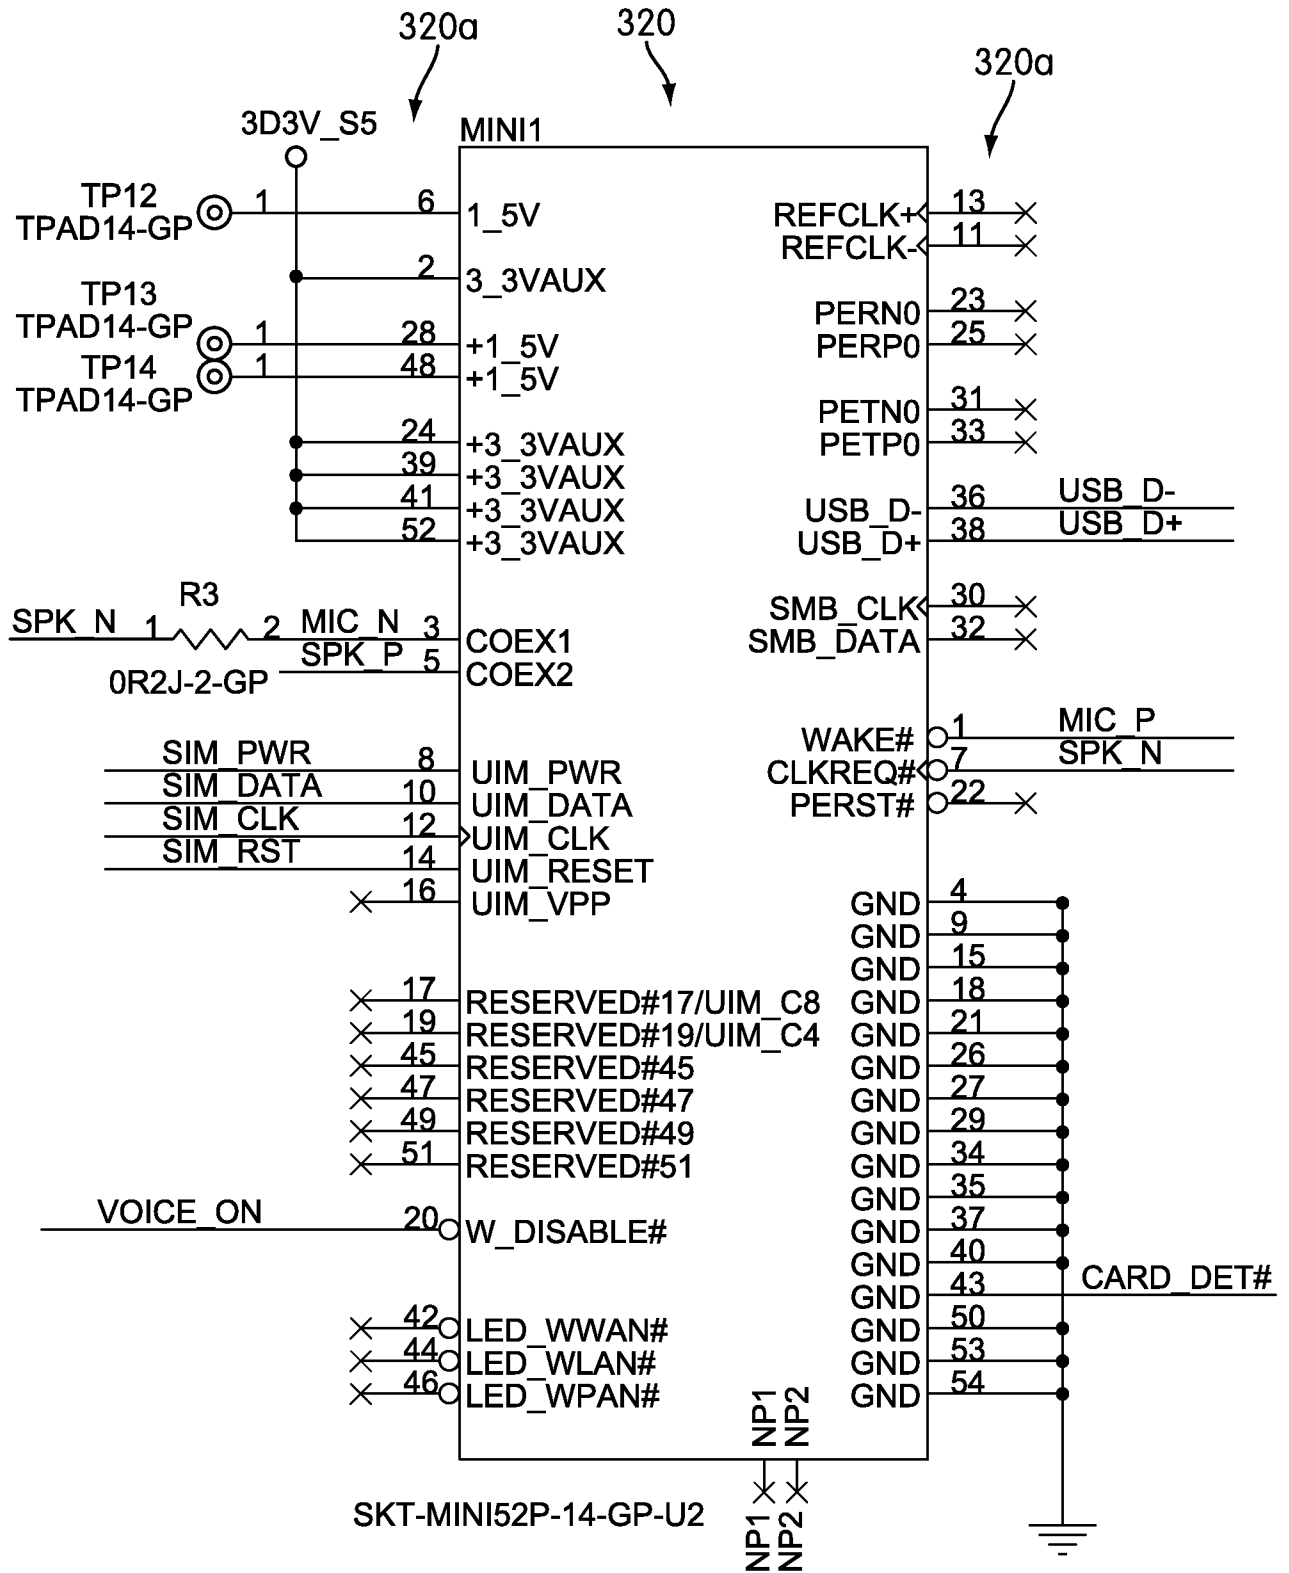 320a
320
320a
3D3V_S5
MINI1
TP12
TPAD14-GP
1
6
1_5V
2
3_3VAUX
TP13
TPAD14-GP
1
28
+1_5V
TP14
TPAD14-GP
1
48
+1_5V
24
+3_3VAUX
39
+3_3VAUX
41
+3_3VAUX
52
+3_3VAUX
R3
SPK_N
1
2
MIC_N
3
COEX1
0R2J-2-GP
SPK_P
5
COEX2
SIM_PWR
8
UIM_PWR
SIM_DATA
10
UIM_DATA
SIM_CLK
12
UIM_CLK
SIM_RST
14
UIM_RESET
16
UIM_VPP
17
RESERVED#17/UIM_C8
19
RESERVED#19/UIM_C4
45
RESERVED#45
47
RESERVED#47
49
RESERVED#49
51
RESERVED#51
VOICE_ON
20
W_DISABLE#
42
LED_WWAN#
44
LED_WLAN#
46
LED_WPAN#
REFCLK+
13
REFCLK-
11
PERN0
23
PERP0
25
PETN0
31
PETP0
33
USB_D-
36
USB_D-
USB_D+
38
USB_D+
SMB_CLK
30
SMB_DATA
32
WAKE#
1
MIC_P
CLKREQ#
7
SPK_N
PERST#
22
GND
4
GND
9
GND
15
GND
18
GND
21
GND
26
GND
27
GND
29
GND
34
GND
35
GND
37
GND
40
GND
43
CARD_DET#
GND
50
GND
53
GND
54
NP1
NP2
NP1
NP2
SKT-MINI52P-14-GP-U2